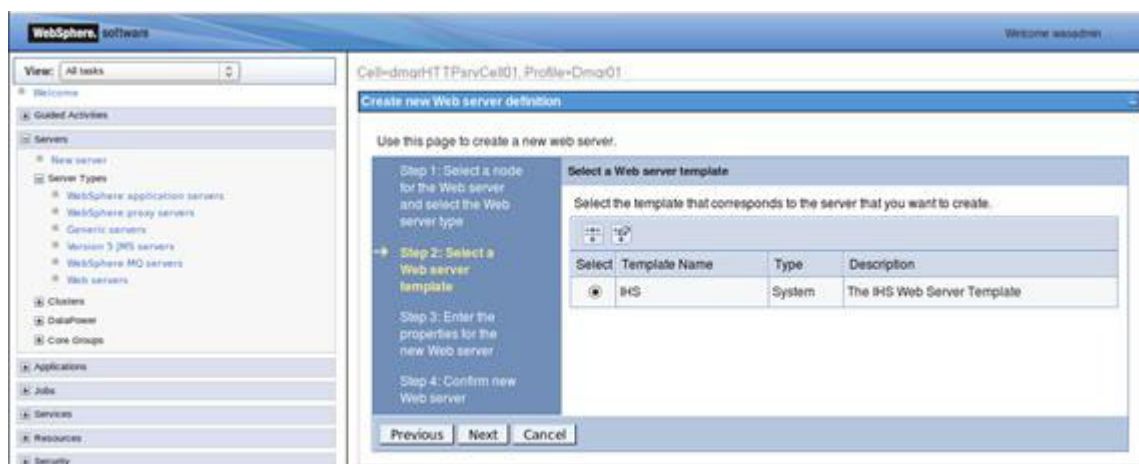 WebSphere. software
Welcome wasadmin
View: All tasks
Welcome
Guided Activities
Servers
New server
Server Types
WebSphere application servers
WebSphere proxy servers
Generic servers
Version 5 JMS servers
WebSphere MQ servers
Web servers
Clusters
DataPower
Core Groups
Applications
Jobs
Services
Resources
Security
Cell=dmgrHTTPsrvCell01, Profile=Dmgr01
Create new Web server definition
Use this page to create a new web server.
Step 1: Select a node
for the Web server
and select the Web
server type
Step 2: Select a
Web server
template
Step 3: Enter the
properties for the
new Web server
Step 4: Confirm new
Web server
Select a Web server template
Select the template that corresponds to the server that you want to create.
Select Template Name Type Description
IHS System The IHS Web Server Template
Previous Next Cancel